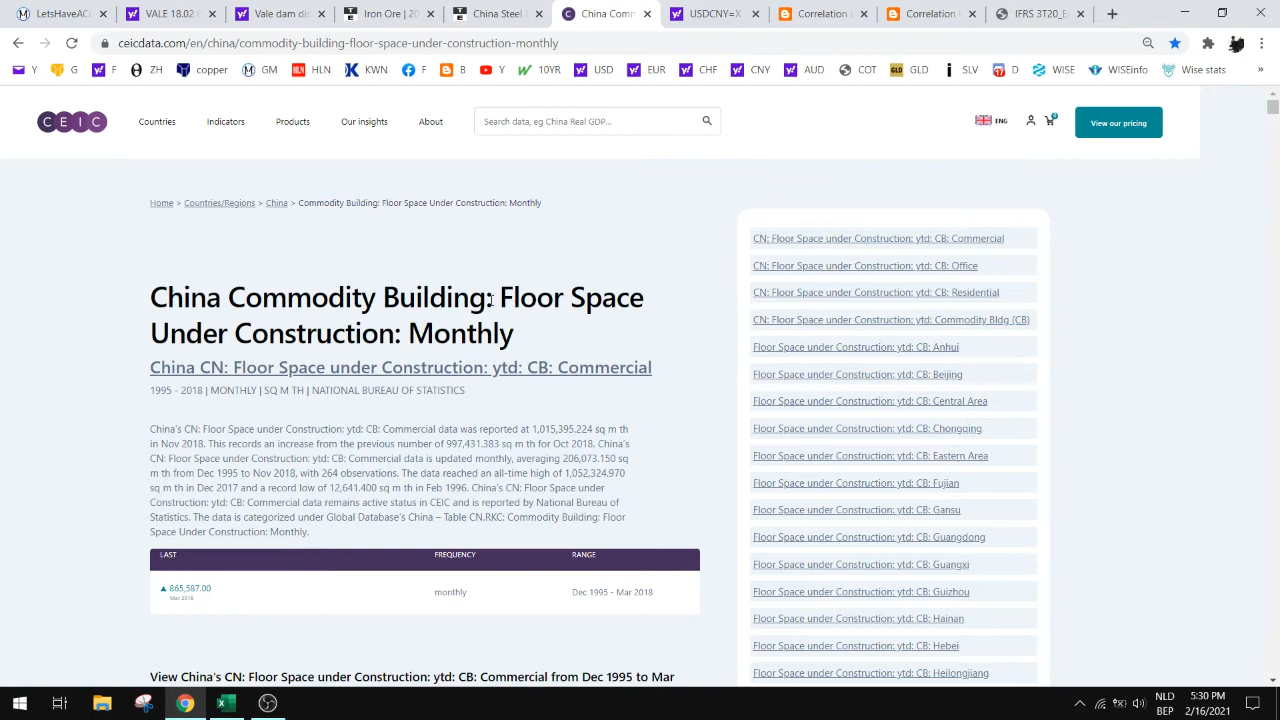 LetsHaveAC
VALE 18.02 6
Vale dam dis
Iron Ore | 20
China Steel
China Comm
USDCNY=X
Correlation
Correlation
IFRS 3T20_E
ceicdata.com/en/china/commodity-building-floor-space-under-construction-monthly
Y G F ZH copper GM HLN KWN F B Y 10YR USD EUR CHF CNY AUD COT GLD SLV D WISE WISEinfo Wise stats »
CEIC
Countries Indicators Products Our insights About
Search data, eg China Real GDP...
ENG
View our pricing
Home > Countries/Regions > China > Commodity Building: Floor Space Under Construction: Monthly
China Commodity Building: Floor Space
Under Construction: Monthly
China CN: Floor Space under Construction: ytd: CB: Commercial
1995 - 2018 | MONTHLY | SQ M TH | NATIONAL BUREAU OF STATISTICS
China's CN: Floor Space under Construction: ytd: CB: Commercial data was reported at 1,015,395.224 sq m th
in Nov 2018. This records an increase from the previous number of 997,431.383 sq m th for Oct 2018. China's
CN: Floor Space under Construction: ytd: CB: Commercial data is updated monthly, averaging 206,073.150 sq
m th from Dec 1995 to Nov 2018, with 264 observations. The data reached an all-time high of 1,052,324.970
sq m th in Dec 2017 and a record low of 12,641.400 sq m th in Feb 1996. China's CN: Floor Space under
Construction: ytd: CB: Commercial data remains active status in CEIC and is reported by National Bureau of
Statistics. The data is categorized under Global Database's China – Table CN.RKC: Commodity Building: Floor
Space Under Construction: Monthly.
LAST FREQUENCY RANGE
865,587.00 monthly Dec 1995 - Mar 2018
Mar 2018
View China's CN: Floor Space under Construction: ytd: CB: Commercial from Dec 1995 to Mar
CN: Floor Space under Construction: ytd: CB: Commercial
CN: Floor Space under Construction: ytd: CB: Office
CN: Floor Space under Construction: ytd: CB: Residential
CN: Floor Space under Construction: ytd: Commodity Bldg (CB)
Floor Space under Construction: ytd: CB: Anhui
Floor Space under Construction: ytd: CB: Beijing
Floor Space under Construction: ytd: CB: Central Area
Floor Space under Construction: ytd: CB: Chongqing
Floor Space under Construction: ytd: CB: Eastern Area
Floor Space under Construction: ytd: CB: Fujian
Floor Space under Construction: ytd: CB: Gansu
Floor Space under Construction: ytd: CB: Guangdong
Floor Space under Construction: ytd: CB: Guangxi
Floor Space under Construction: ytd: CB: Guizhou
Floor Space under Construction: ytd: CB: Hainan
Floor Space under Construction: ytd: CB: Hebei
Floor Space under Construction: ytd: CB: Heilongjiang
NLD 5:30 PM
BEP 2/16/2021